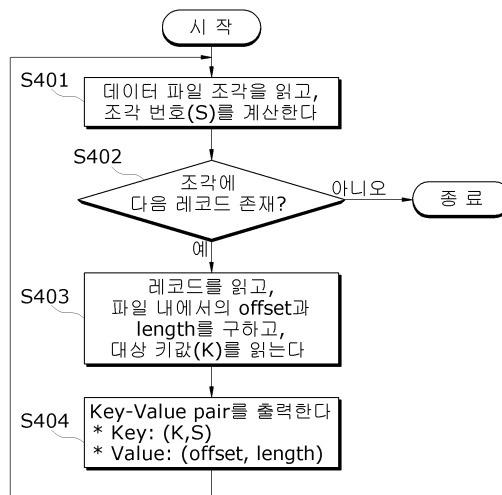 시 작
S401
데이터 파일 조각을 읽고,
조각 번호(S)를 계산한다
S402
조각에
다음 레코드 존재?
아니오
종 료
예
S403
레코드를 읽고,
파일 내에서의 offset과
length를 구하고,
대상 키값(K)를 읽는다
S404
Key-Value pair를 출력한다
* Key: (K,S)
* Value: (offset, length)